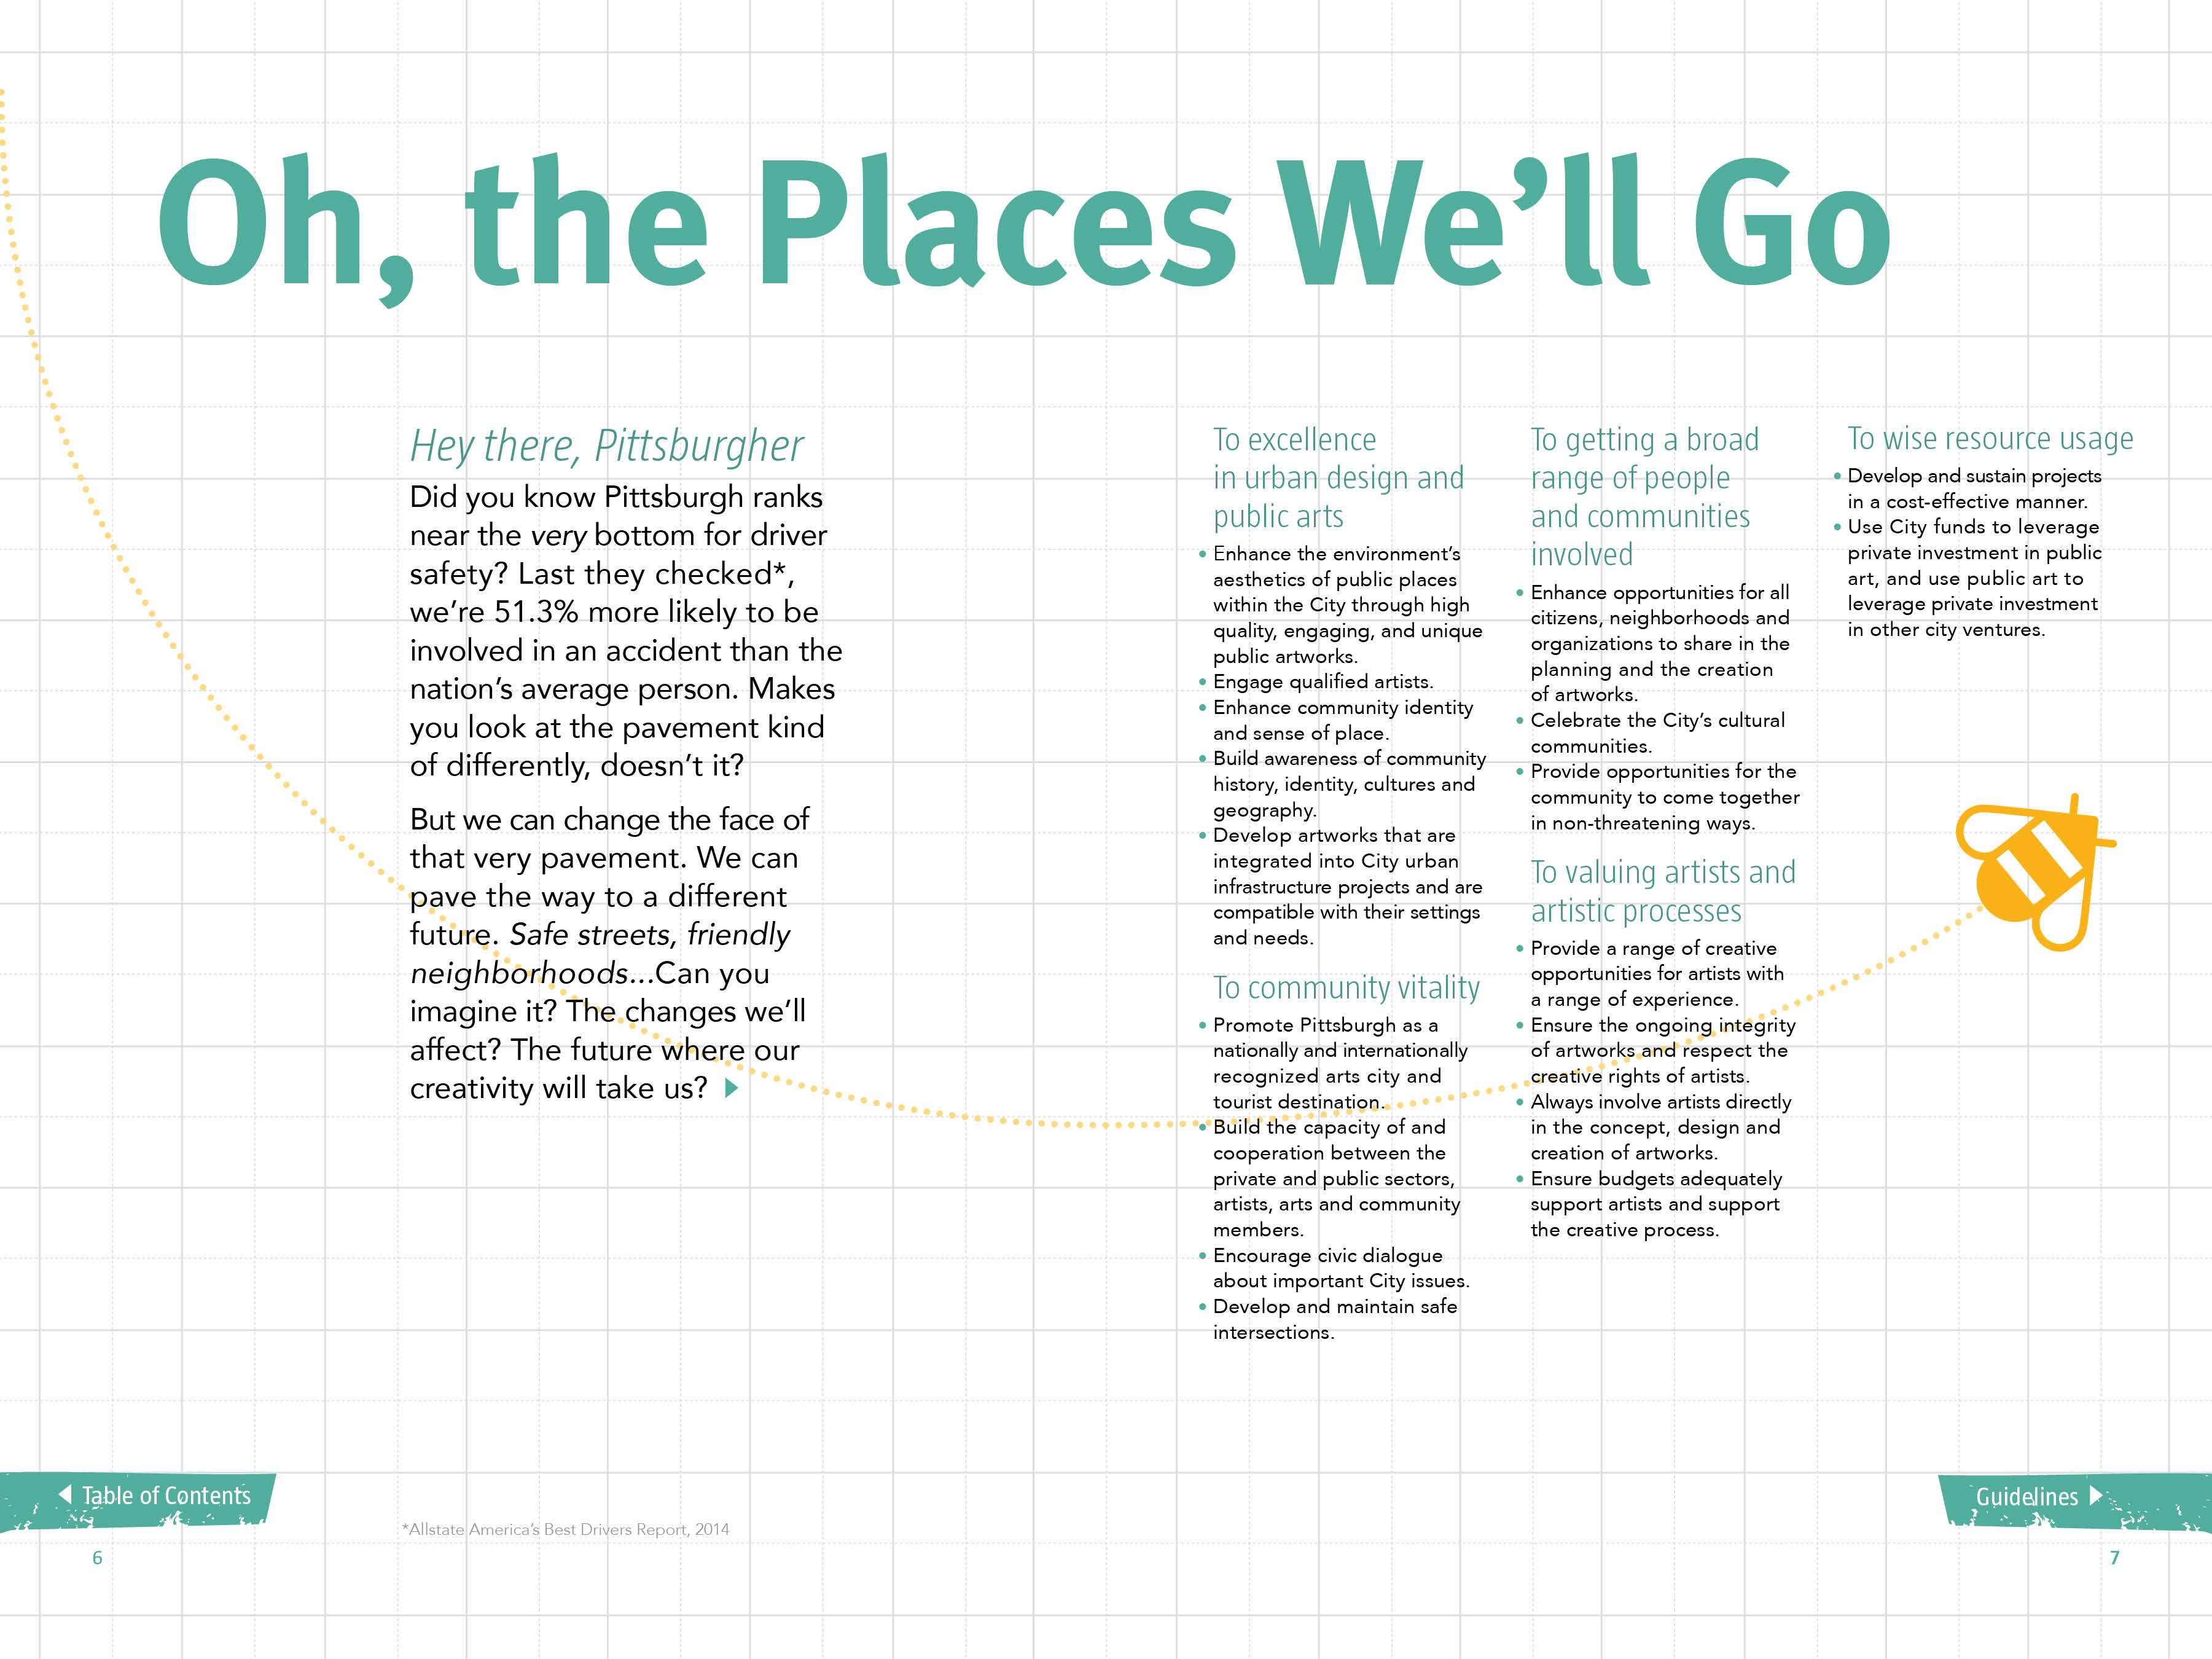 Oh, the Places We’ll Go
Hey there, Pittsburgher
Did you know Pittsburgh ranks
near the very bottom for driver
safety? Last they checked*,
we’re 51.3% more likely to be
involved in an accident than the
nation’s average person. Makes
you look at the pavement kind
of differently, doesn’t it?
But we can change the face of
that very pavement. We can
pave the way to a different
future. Safe streets, friendly
neighborhoods...Can you
imagine it? The changes we’ll
affect? The future where our
creativity will take us?
To excellence
in urban design and
public arts
• Enhance the environment’s
aesthetics of public places
within the City through high
quality, engaging, and unique
public artworks.
• Engage qualified artists.
• Enhance community identity
and sense of place.
• Build awareness of community
history, identity, cultures and
geography.
• Develop artworks that are
integrated into City urban
infrastructure projects and are
compatible with their settings
and needs.
To community vitality
• Promote Pittsburgh as a
nationally and internationally
recognized arts city and
tourist destination.
• Build the capacity of and
cooperation between the
private and public sectors,
artists, arts and community
members.
• Encourage civic dialogue
about important City issues.
• Develop and maintain safe
intersections.
To getting a broad
range of people
and communities
involved
• Enhance opportunities for all
citizens, neighborhoods and
organizations to share in the
planning and the creation
of artworks.
• Celebrate the City’s cultural
communities.
• Provide opportunities for the
community to come together
in non-threatening ways.
To valuing artists and
artistic processes
• Provide a range of creative
opportunities for artists with
a range of experience.
• Ensure the ongoing integrity
of artworks and respect the
creative rights of artists.
• Always involve artists directly
in the concept, design and
creation of artworks.
• Ensure budgets adequately
support artists and support
the creative process.
To wise resource usage
• Develop and sustain projects
in a cost-effective manner.
• Use City funds to leverage
private investment in public
art, and use public art to
leverage private investment
in other city ventures.
Table of Contents
*Allstate America’s Best Drivers Report, 2014
Guidelines
6
7